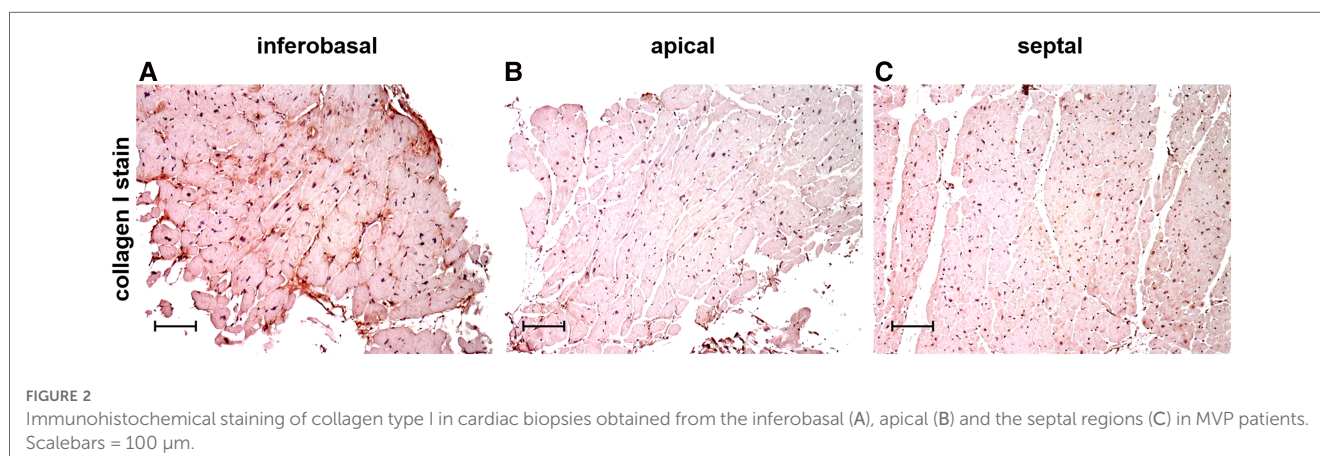 inferobasal
apical
septal
A
B
C
collagen I stain
FIGURE 2
Immunohistochemical staining of collagen type I in cardiac biopsies obtained from the inferobasal (A), apical (B) and the septal regions (C) in MVP patients.
Scalebars = 100 µm.